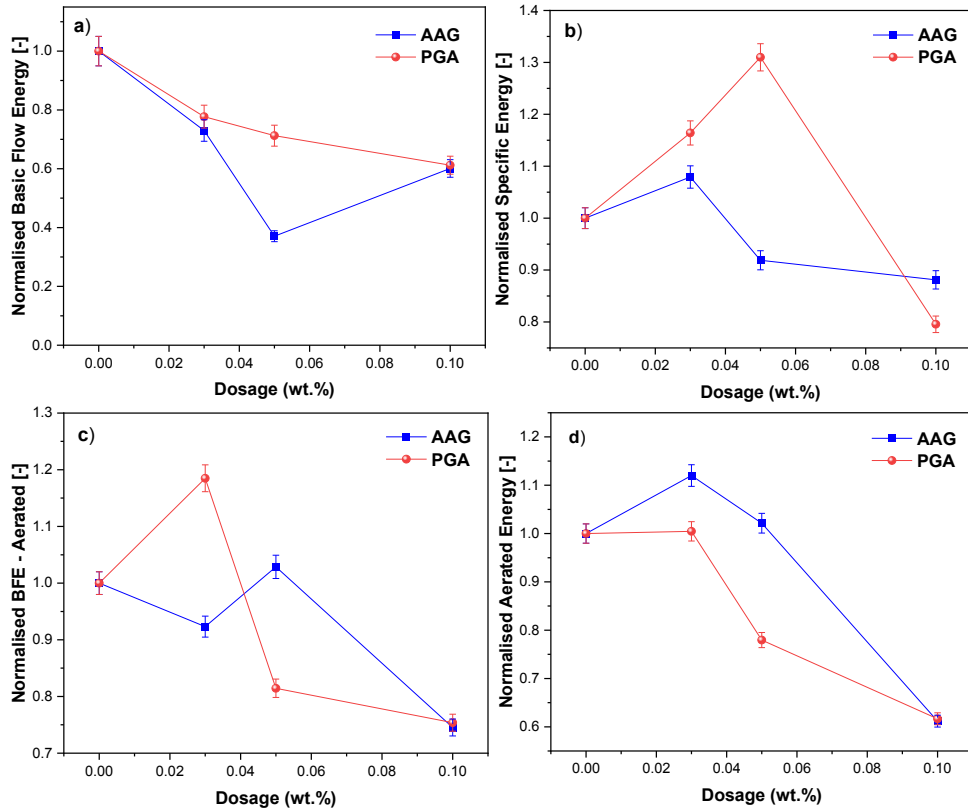 a)
AAG
PGA
Normalised Basic Flow Energy [-]
1.0
0.8
0.6
0.4
0.2
0.0
0.00 0.02 0.04 0.06 0.08 0.10
Dosage (wt.%)
b)
AAG
PGA
Normalised Specific Energy [-]
1.4
1.3
1.2
1.1
1.0
0.9
0.8
0.00 0.02 0.04 0.06 0.08 0.10
Dosage (wt.%)
c)
AAG
PGA
Normalised BFE - Aerated [-]
1.3
1.2
1.1
1.0
0.9
0.8
0.7
0.00 0.02 0.04 0.06 0.08 0.10
Dosage (wt.%)
d)
AAG
PGA
Normalised Aerated Energy [-]
1.2
1.1
1.0
0.9
0.8
0.7
0.6
0.00 0.02 0.04 0.06 0.08 0.10
Dosage (wt.%)